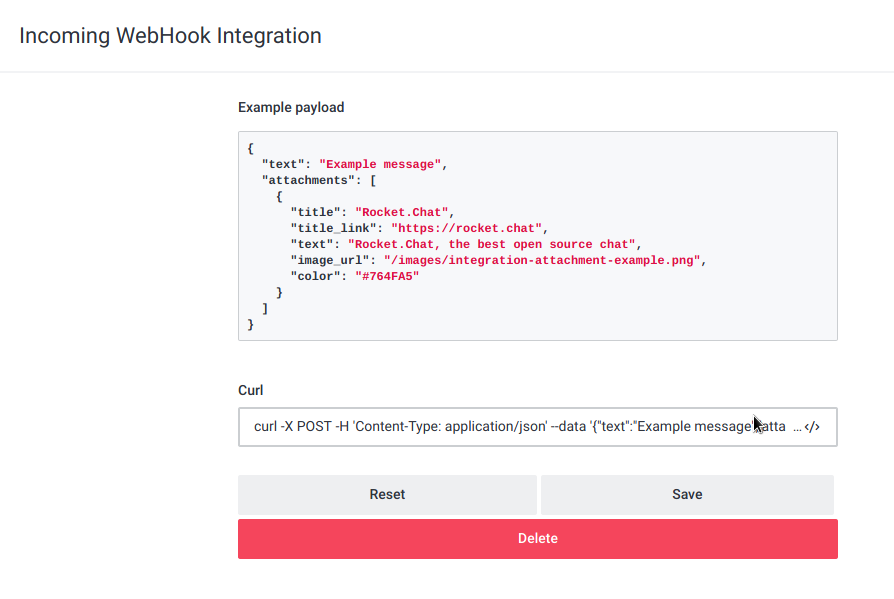 Incoming WebHook Integration
Example payload
{
  "text": "Example message",
  "attachments": [
    {
      "title": "Rocket.Chat",
      "title_link": "https://rocket.chat",
      "text": "Rocket.Chat, the best open source chat",
      "image_url": "/images/integration-attachment-example.png",
      "color": "#764FA5"
    }
  ]
}
Curl
curl -X POST -H 'Content-Type: application/json' --data '{"text":"Example message" atta ... </>
Reset Save
Delete